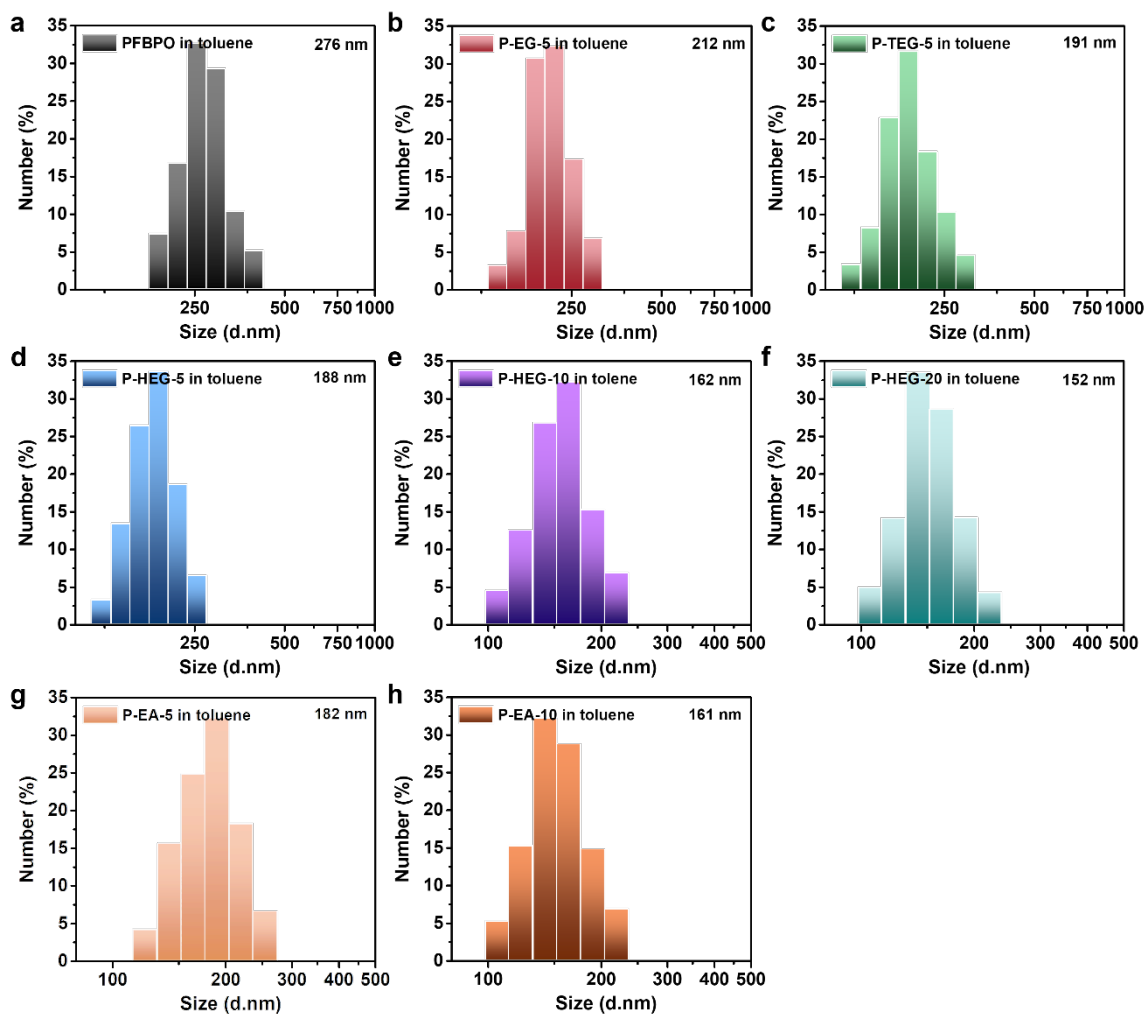 a
35
30
25
20
15
10
5
0
Number (%)
PFBPO in toluene
276 nm
250
500
750
1000
Size (d.nm)
b
35
30
25
20
15
10
5
0
Number (%)
P-EG-5 in toluene
212 nm
250
500
750
1000
Size (d.nm)
c
35
30
25
20
15
10
5
0
Number (%)
P-TEG-5 in toluene
191 nm
250
500
750
1000
Size (d.nm)
d
35
30
25
20
15
10
5
0
Number (%)
P-HEG-5 in toluene
188 nm
250
500
750
1000
Size (d.nm)
e
35
30
25
20
15
10
5
0
Number (%)
P-HEG-10 in tolene
162 nm
100
200
300
400
500
Size (d.nm)
f
35
30
25
20
15
10
5
0
Number (%)
P-HEG-20 in toluene
152 nm
100
200
300
400
500
Size (d.nm)
g
35
30
25
20
15
10
5
0
Number (%)
P-EA-5 in toluene
182 nm
100
200
300
400
500
Size (d.nm)
h
35
30
25
20
15
10
5
0
Number (%)
P-EA-10 in toluene
161 nm
100
200
300
400
500
Size (d.nm)